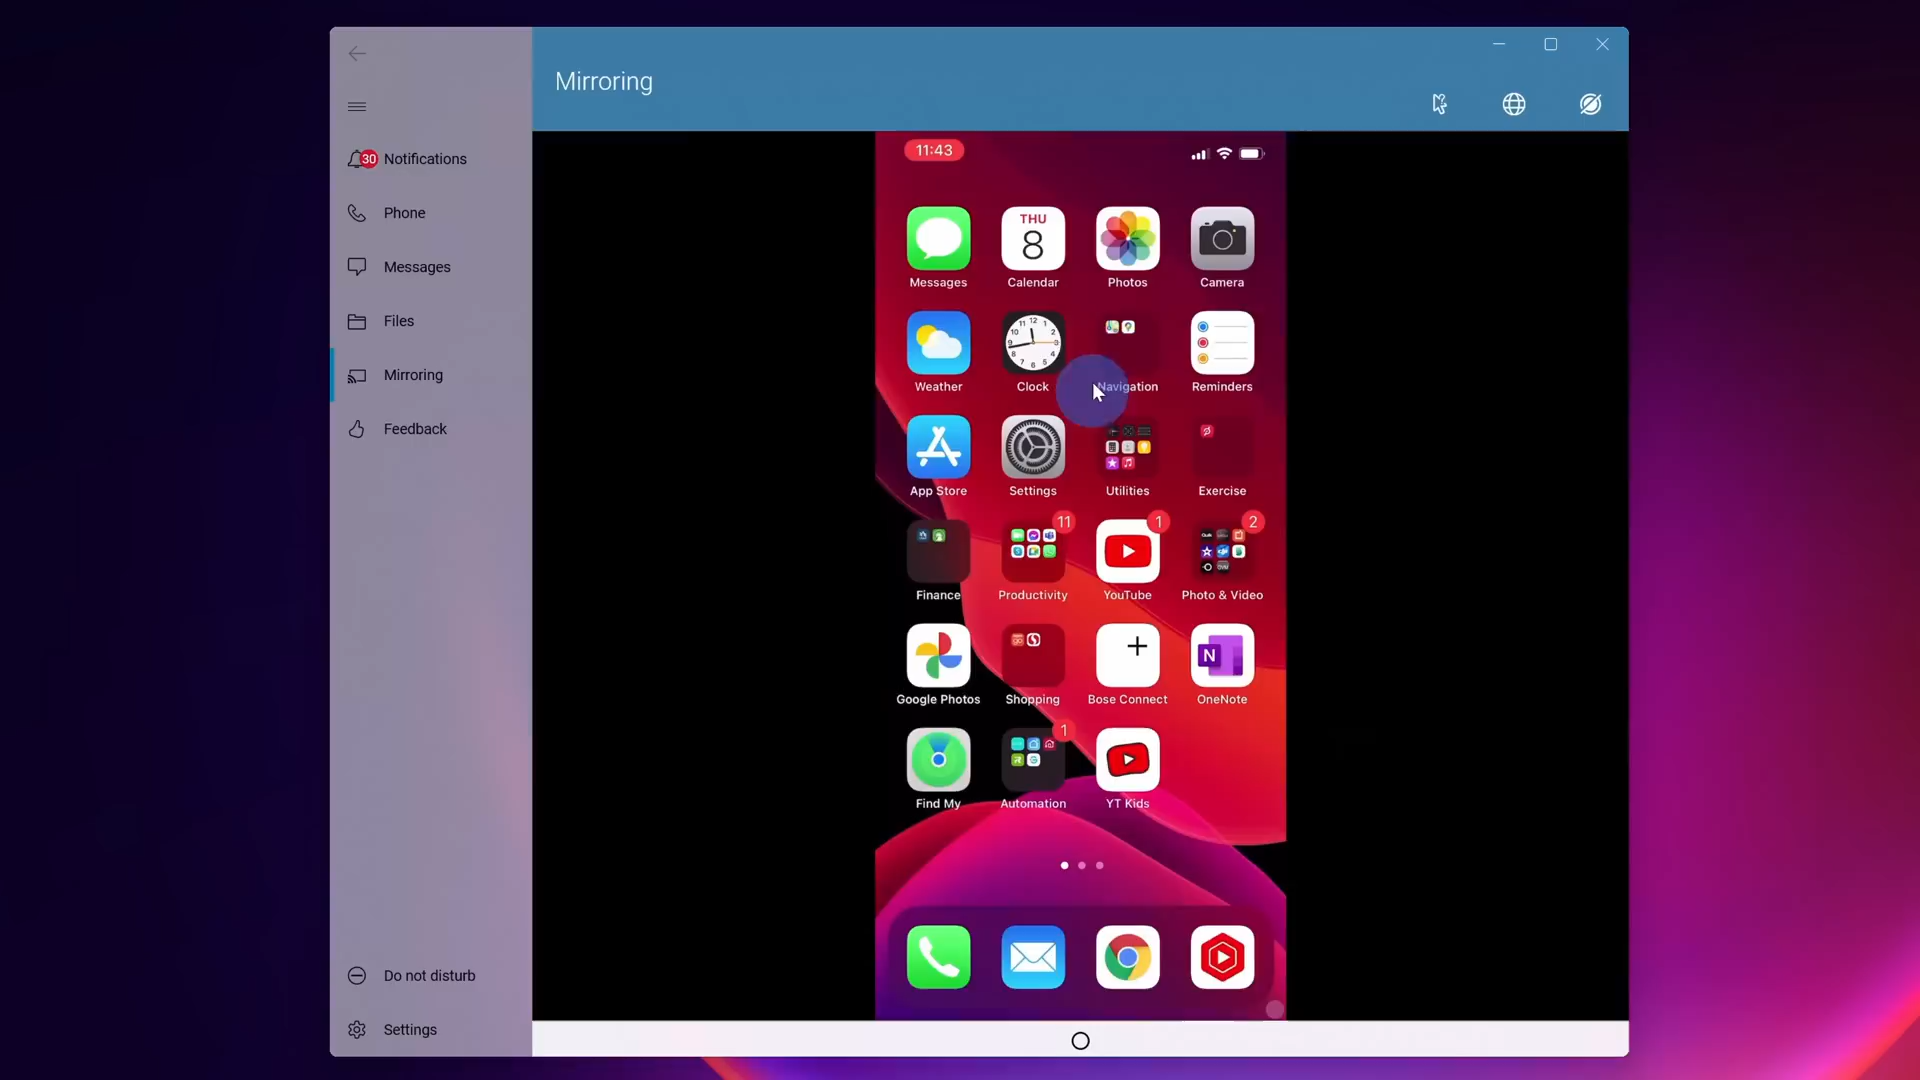 Mirroring
30 Notifications
Phone
Messages
Files
Mirroring
Feedback
Do not disturb
Settings
11:43
THU
8
Messages Calendar Photos Camera
12
Weather Clock Navigation Reminders
App Store Settings Utilities Exercise
11 1 2
Finance Productivity YouTube Photo & Video
N
Google Photos Shopping Bose Connect OneNote
1
Find My Automation YT Kids